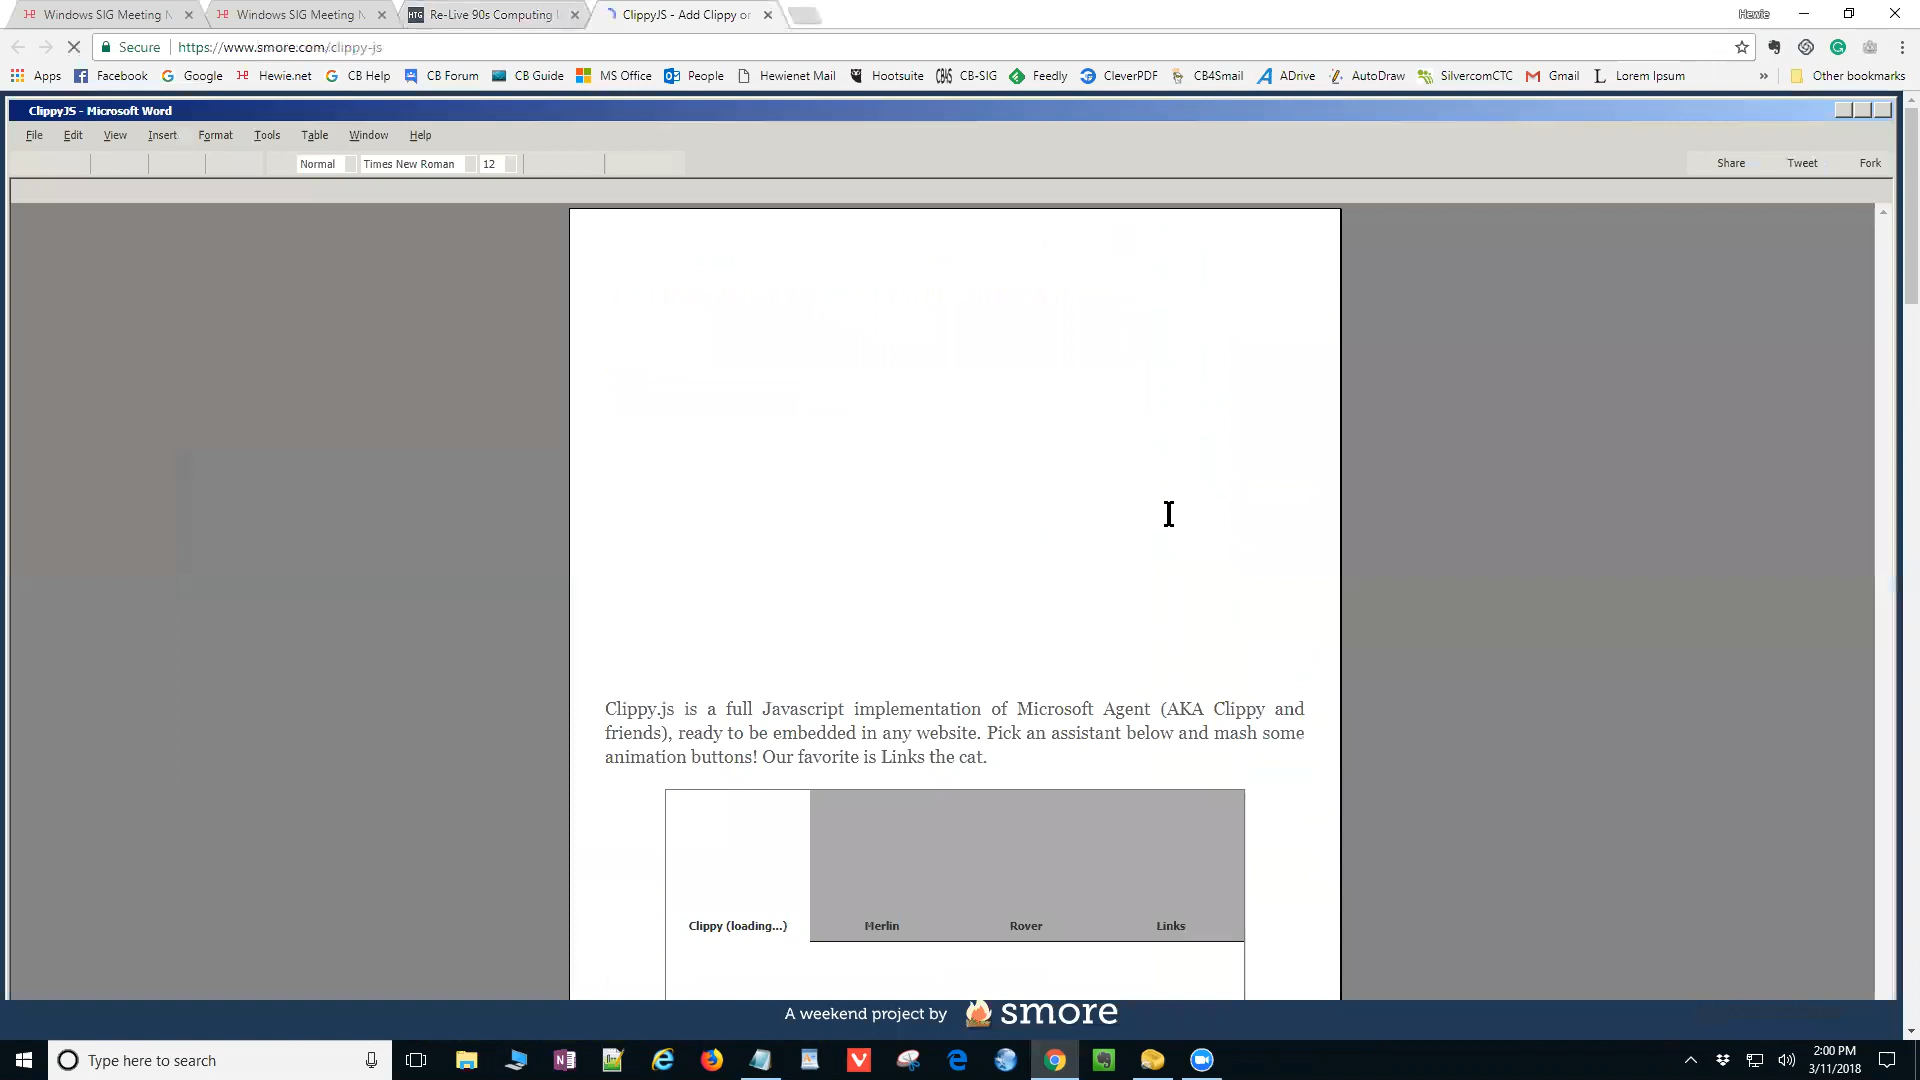 Windows SIG Meeting N
Windows SIG Meeting N
HTG Re-Live 90s Computing I
ClippyJS - Add Clippy or
Hewie
Secure https://www.smore.com/clippy-js
Apps Facebook Google Hewie.net CB Help CB Forum CB Guide MS Office People Hewienet Mail Hootsuite CB-SIG Feedly CleverPDF CB4Smail ADrive AutoDraw SilvercomCTC Gmail Lorem Ipsum » Other bookmarks
ClippyJS - Microsoft Word
File Edit View Insert Format Tools Table Window Help
Normal Times New Roman 12 Share Tweet Fork
Clippy.js is a full Javascript implementation of Microsoft Agent (AKA Clippy and
friends), ready to be embedded in any website. Pick an assistant below and mash some
animation buttons! Our favorite is Links the cat.
Clippy (loading...) Merlin Rover Links
A weekend project by smore
Type here to search
2:00 PM
3/11/2018